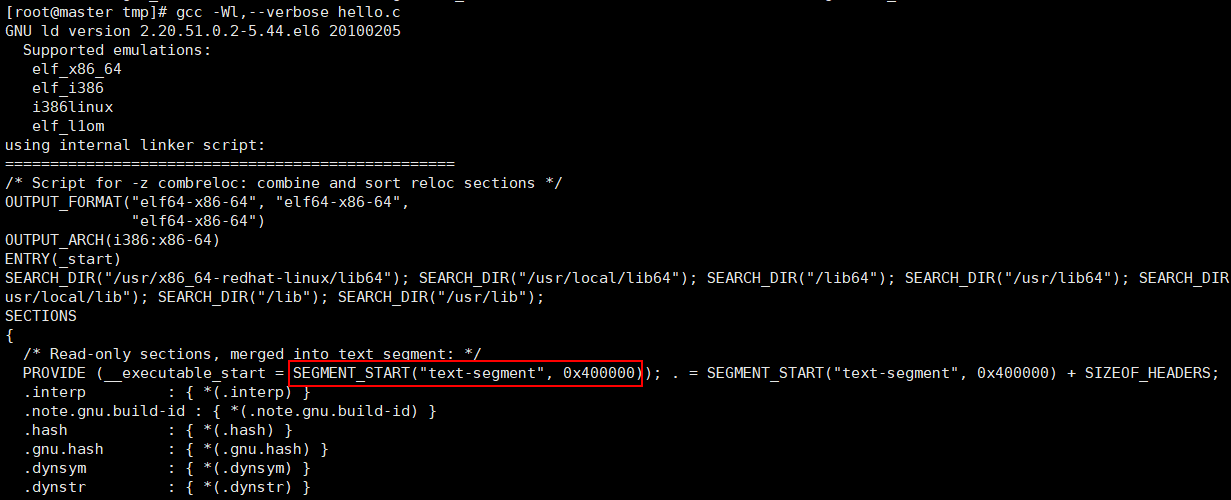 [root@master tmp]# gcc -Wl,--verbose hello.c
GNU ld version 2.20.51.0.2-5.44.el6 20100205
  Supported emulations:
   elf_x86_64
   elf_i386
   i386linux
   elf_l1om
using internal linker script:
==================================================
/* Script for -z combreloc: combine and sort reloc sections */
OUTPUT_FORMAT("elf64-x86-64", "elf64-x86-64",
              "elf64-x86-64")
OUTPUT_ARCH(i386:x86-64)
ENTRY(_start)
SEARCH_DIR("/usr/x86_64-redhat-linux/lib64"); SEARCH_DIR("/usr/local/lib64"); SEARCH_DIR("/lib64"); SEARCH_DIR("/usr/lib64"); SEARCH_DIR
usr/local/lib"); SEARCH_DIR("/lib"); SEARCH_DIR("/usr/lib");
SECTIONS
{
  /* Read-only sections, merged into text segment: */
  PROVIDE (__executable_start = SEGMENT_START("text-segment", 0x400000)); . = SEGMENT_START("text-segment", 0x400000) + SIZEOF_HEADERS;
  .interp         : { *(.interp) }
  .note.gnu.build-id : { *(.note.gnu.build-id) }
  .hash           : { *(.hash) }
  .gnu.hash       : { *(.gnu.hash) }
  .dynsym         : { *(.dynsym) }
  .dynstr         : { *(.dynstr) }